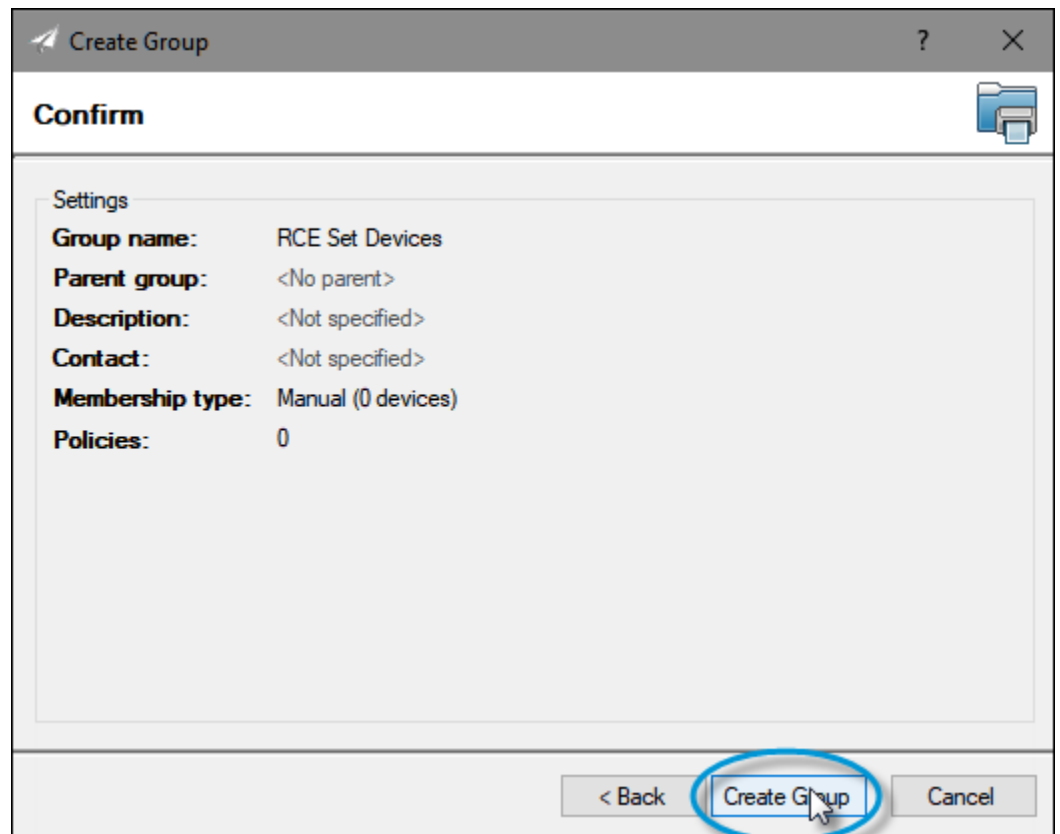 Create Group ?
Confirm
Settings
Group name: RCE Set Devices
Parent group: <No parent>
Description: <Not specified>
Contact: <Not specified>
Membership type: Manual (0 devices)
Policies: 0
< Back Create Group Cancel